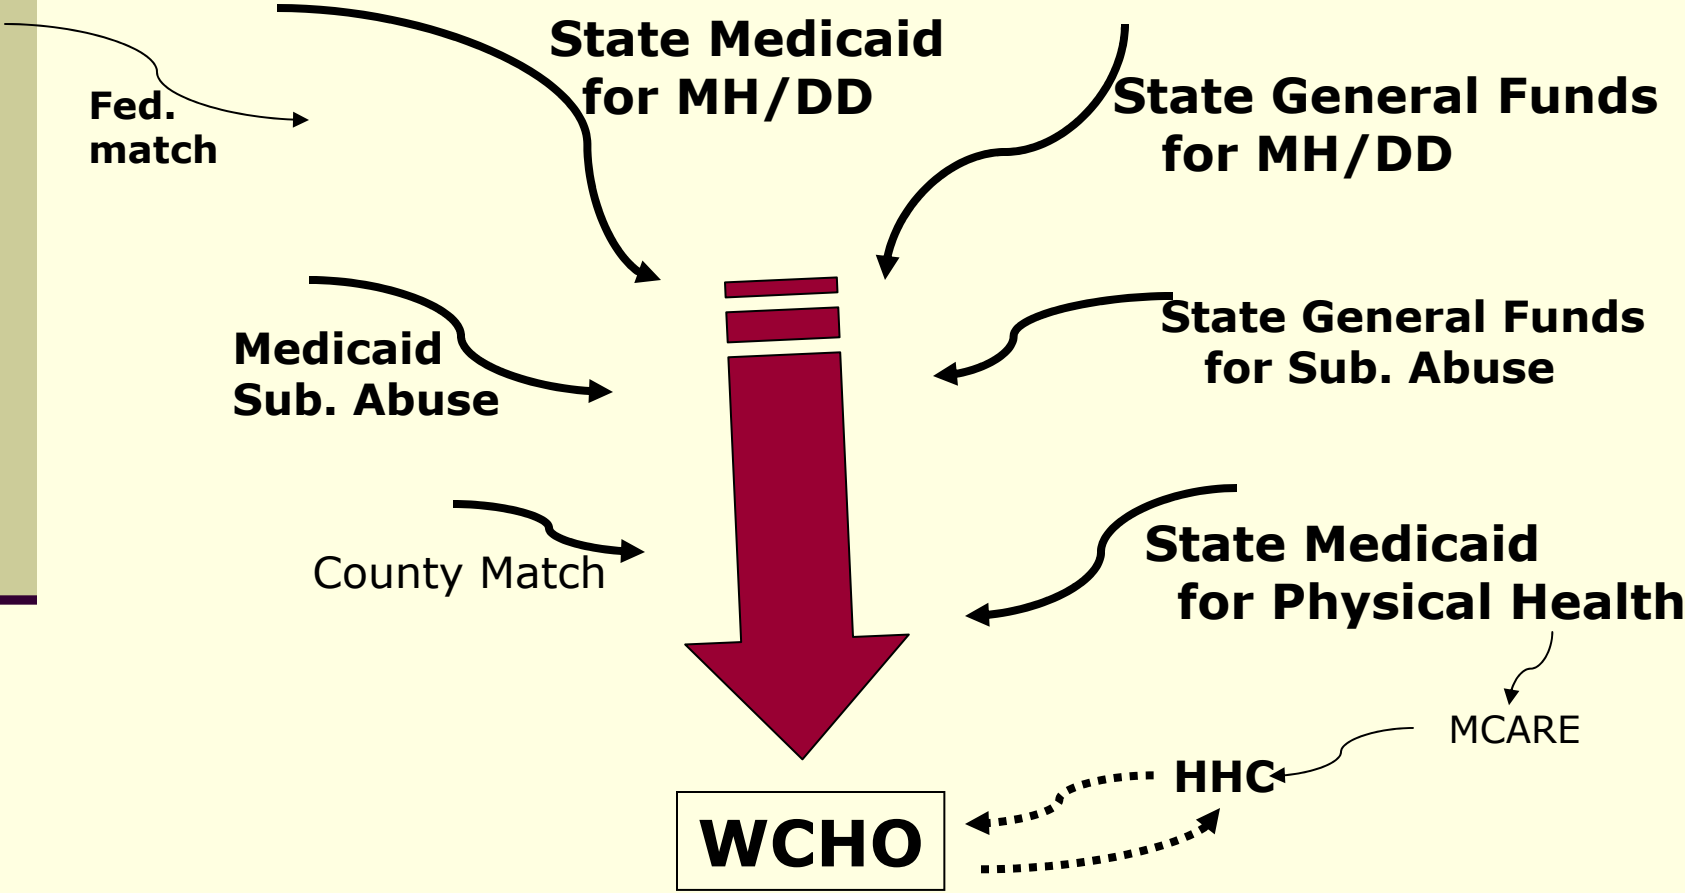 State Medicaid
for MH/DD
Fed.
match
State General Funds
for MH/DD
Medicaid
Sub. Abuse
State General Funds
for Sub. Abuse
County Match
State Medicaid
for Physical Health
MCARE
HHC
WCHO